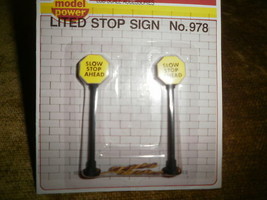 model
power
LITED STOP SIGN No. 978
SLOW
STOP
AHEAD
SLOW
STOP
AHEAD